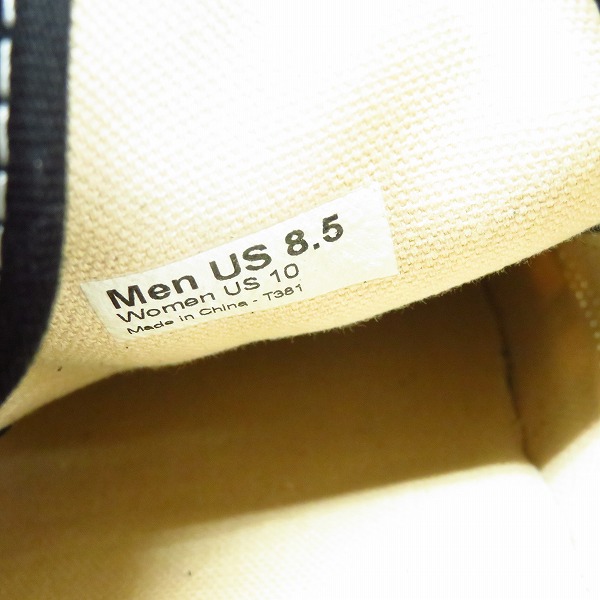 Men US 8.5
Women US 10
Made in China - T381